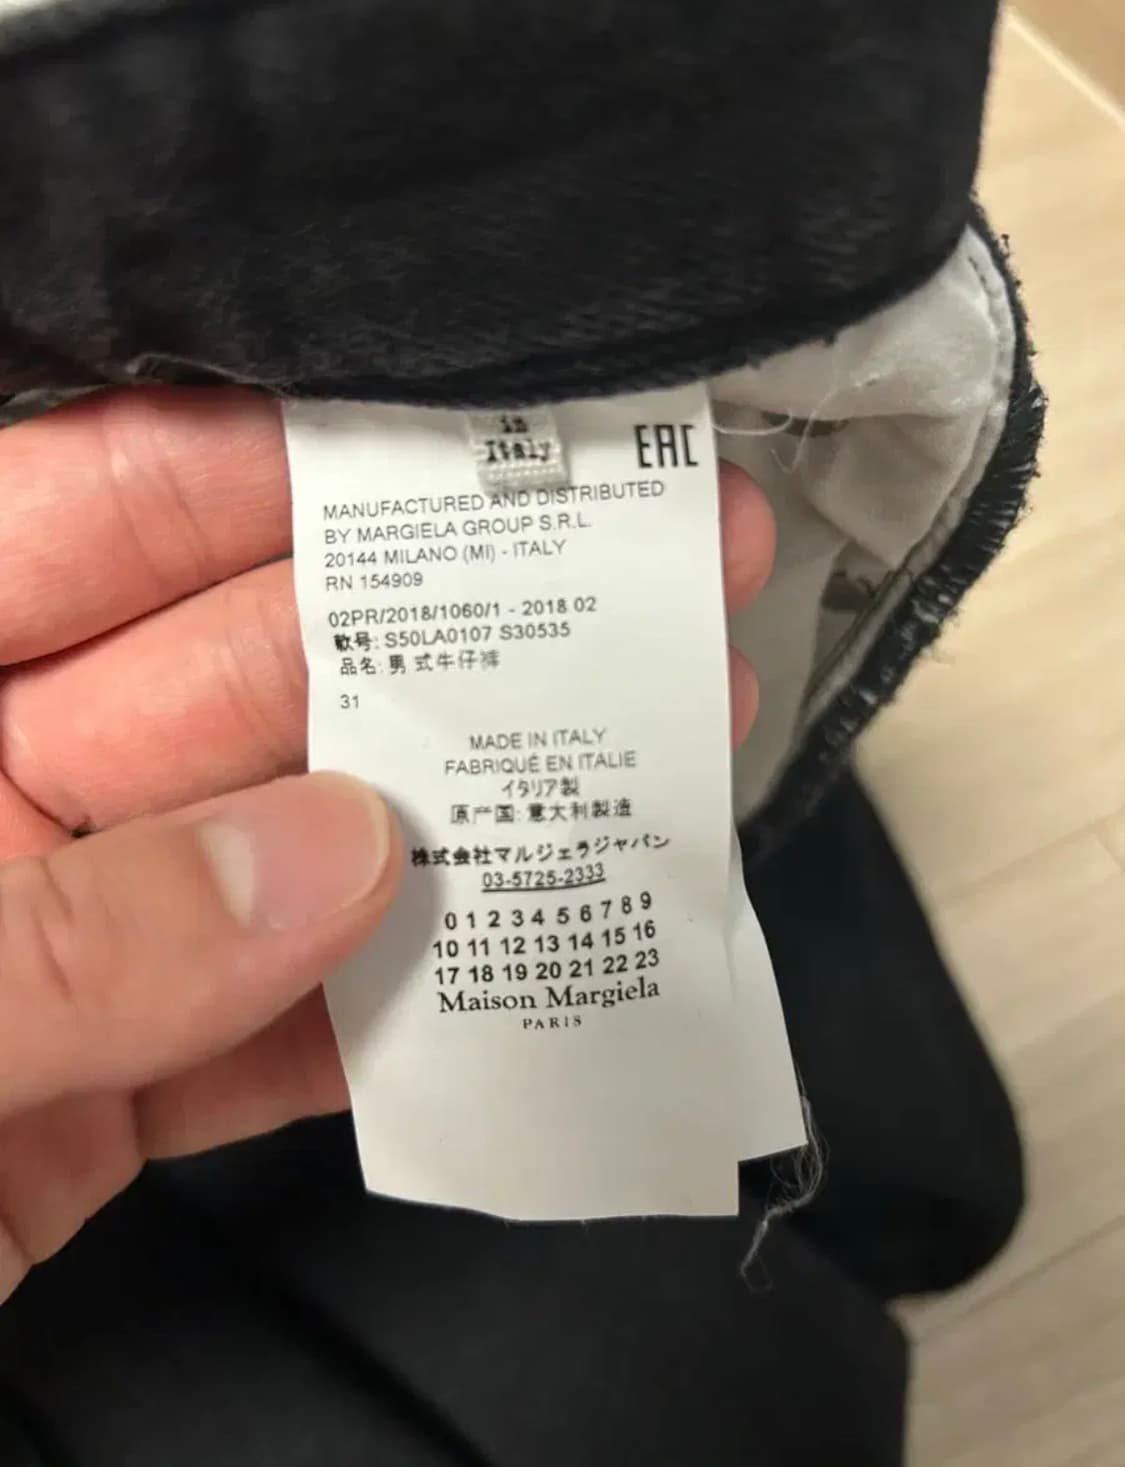 in
Italy
EAC
MANUFACTURED AND DISTRIBUTED
BY MARGIELA GROUP S.R.L.
20144 MILANO (MI) - ITALY
RN 154909
02PR/2018/1060/1 - 2018 02
款号: S50LA0107 S30535
品名: 男式牛仔裤
31
MADE IN ITALY
FABRIQUÉ EN ITALIE
イタリア製
原产国: 意大利製造
株式会社マルジェラジャパン
03-5725-2333
0 1 2 3 4 5 6 7 8 9
10 11 12 13 14 15 16
17 18 19 20 21 22 23
Maison Margiela
PARIS